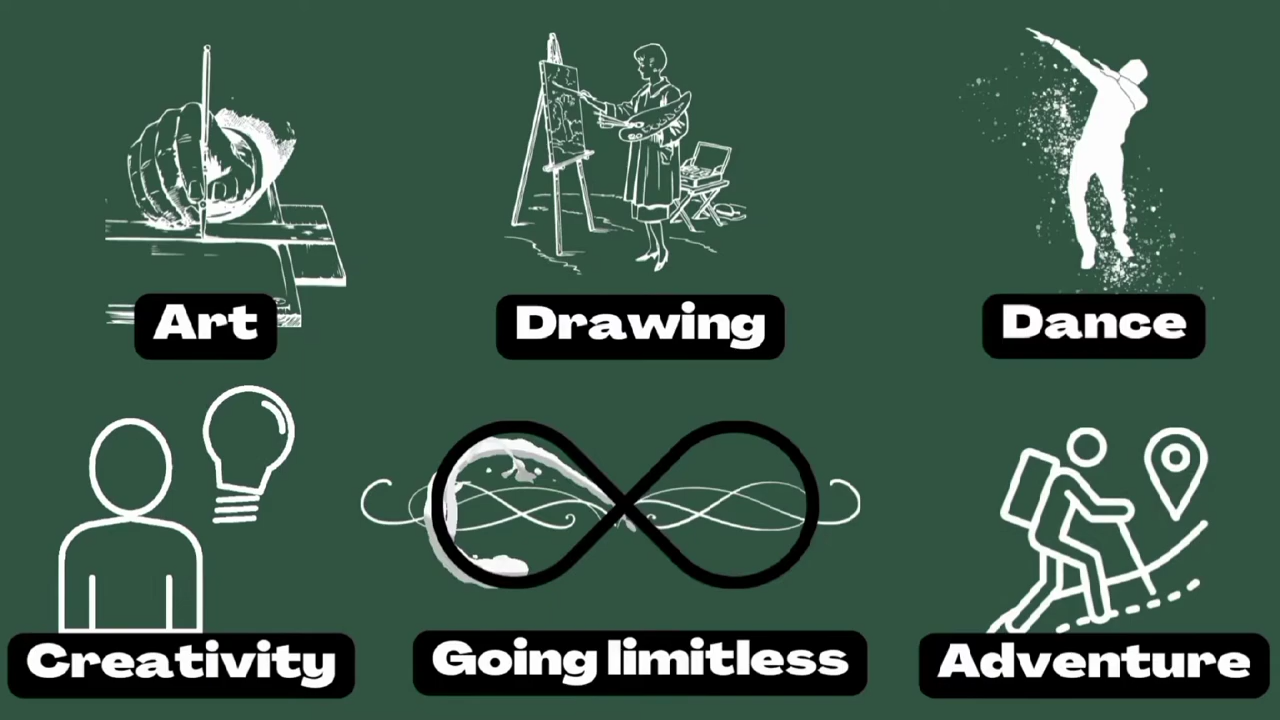 Art
Drawing
Dance
Creativity
Going limitless
Adventure